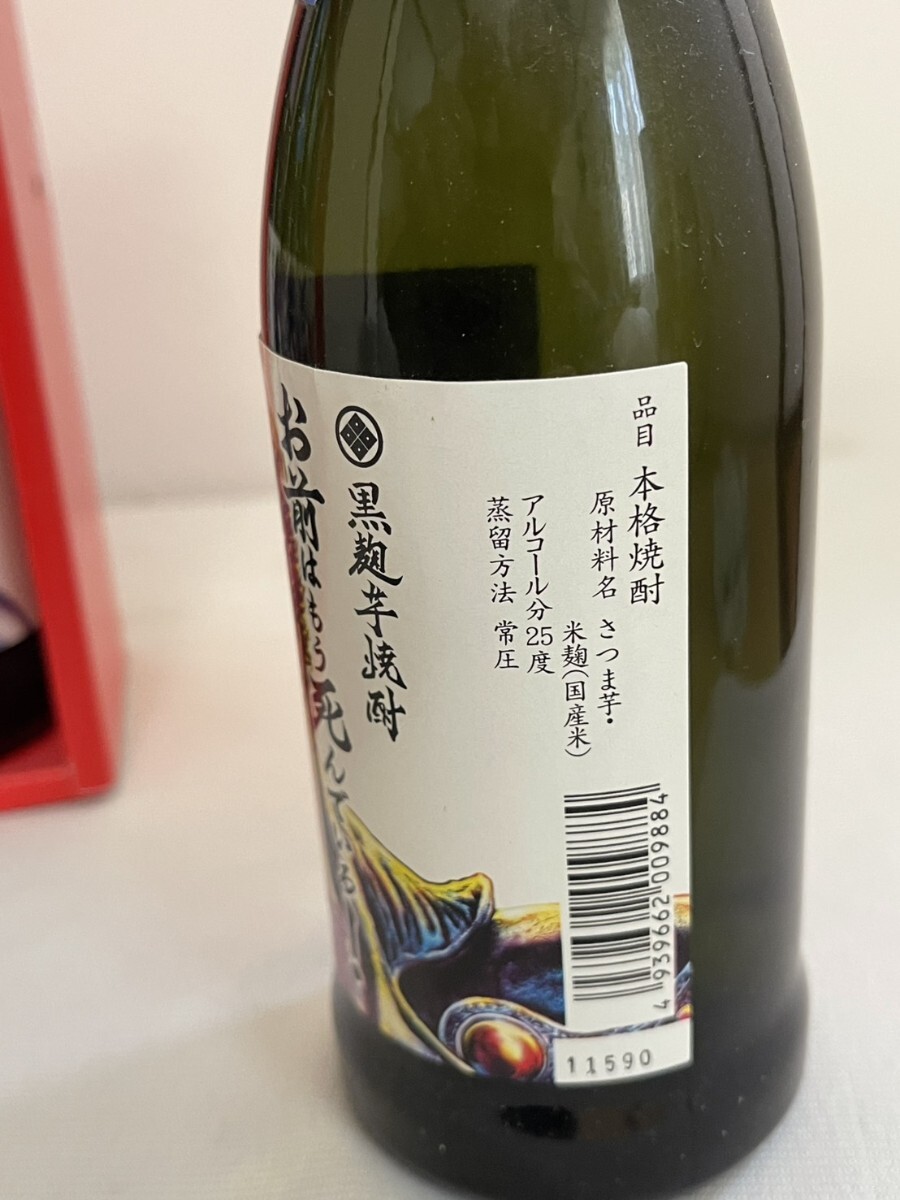 品目 本格焼酎
原材料名 さつま芋・
米麹(国産米)
アルコール分25度
蒸留方法 常圧
黒麹芋焼酎
お前はもう死んでいる
4939662009884
11590